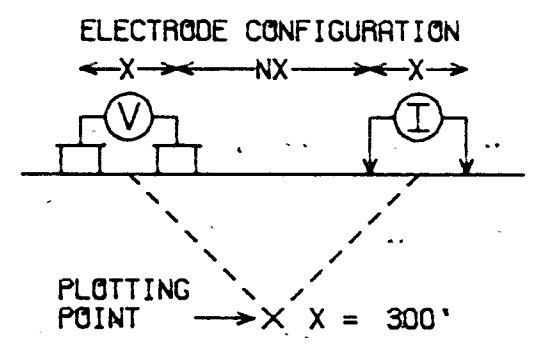 ELECTRODE CONFIGURATION
X NX X
V I
PLOTTING
POINT X X = 300'